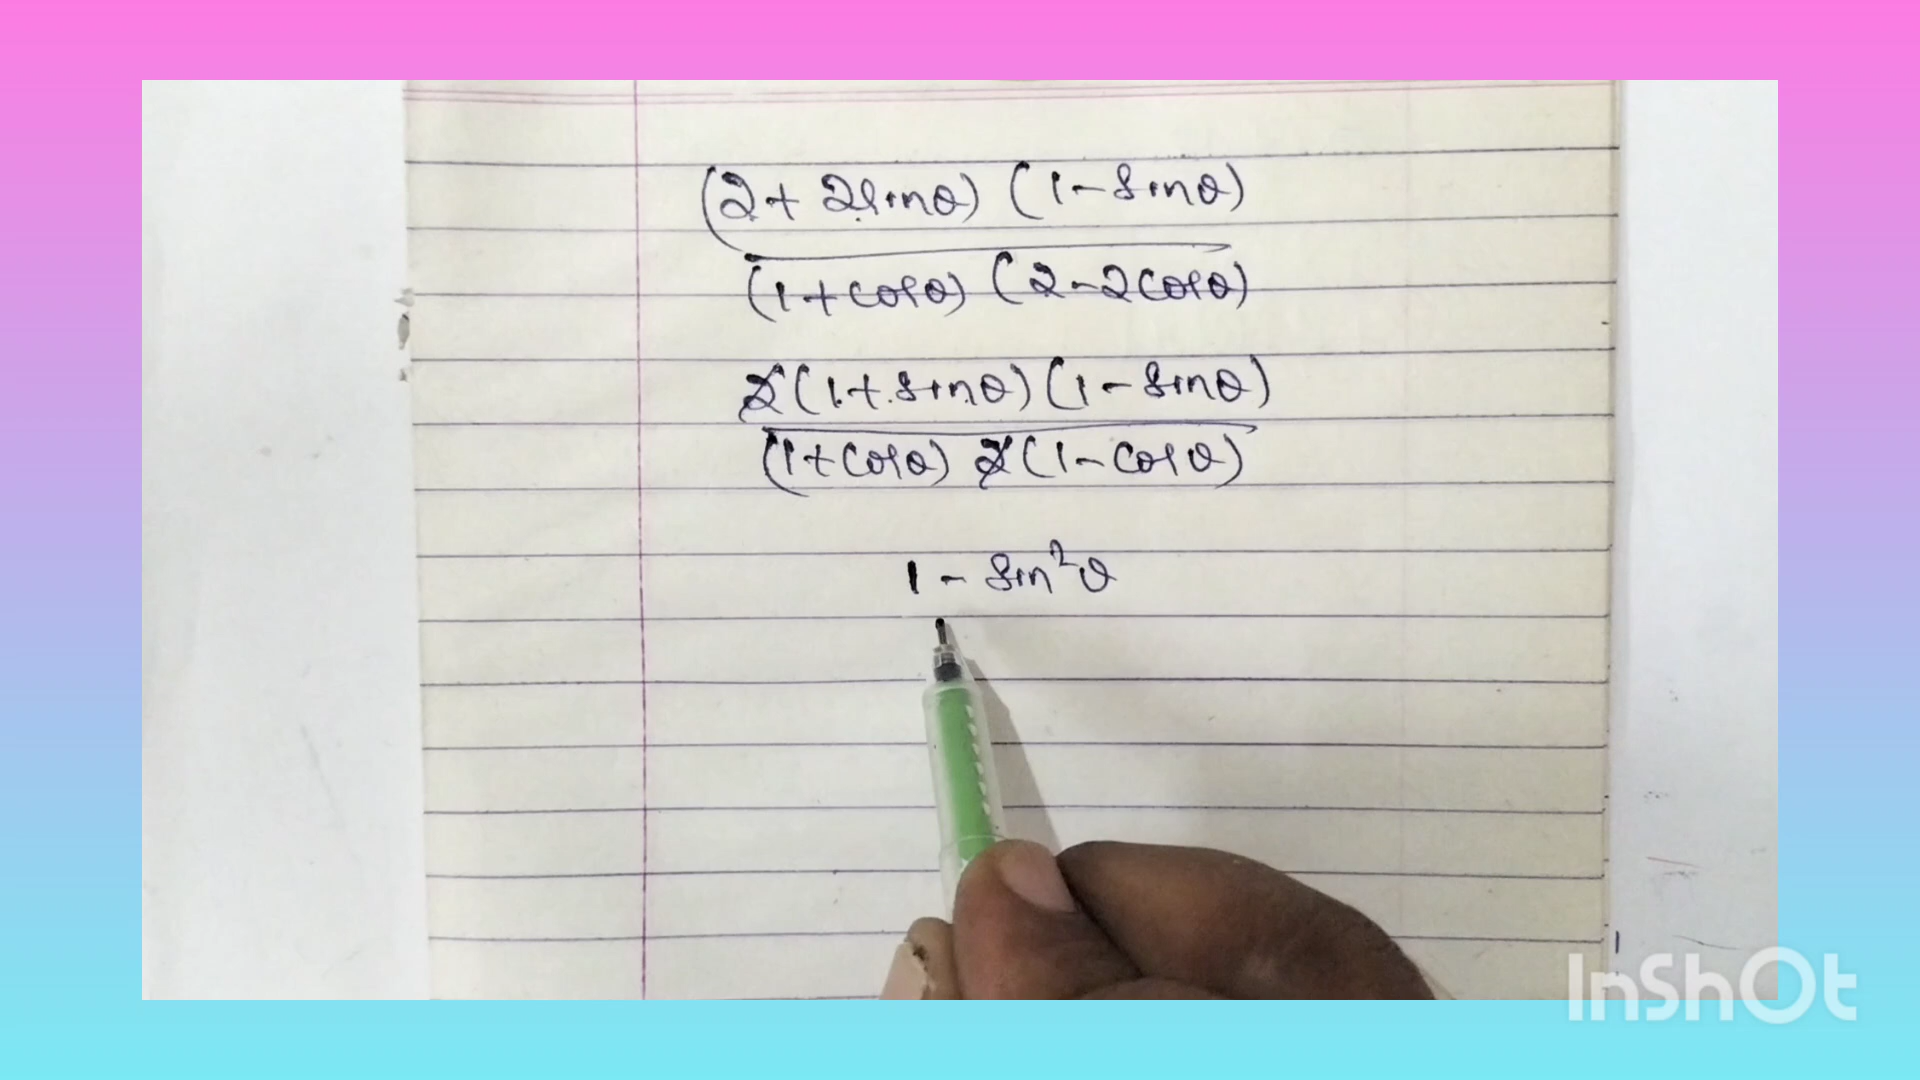 (2+ 2sinθ) (1-sinθ)
(1+cosθ) (2-2cosθ)
2(1+sinθ)(1-sinθ)
(1+cosθ) 2(1-cosθ)
1 - sin²θ
InShOt